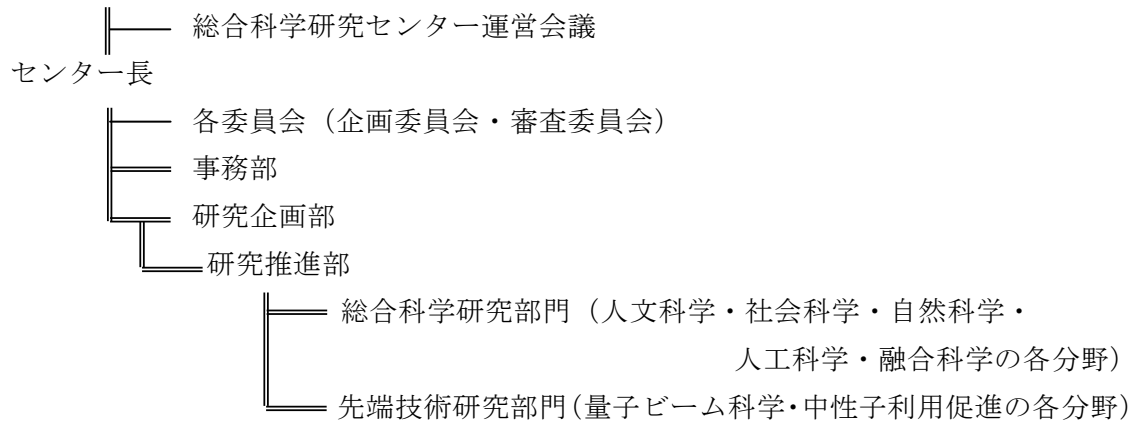 総合科学研究センター運営会議
センター長
各委員会（企画委員会・審査委員会）
事務部
研究企画部
研究推進部
総合科学研究部門（人文科学・社会科学・自然科学・
人工科学・融合科学の各分野）
先端技術研究部門（量子ビーム科学・中性子利用促進の各分野）